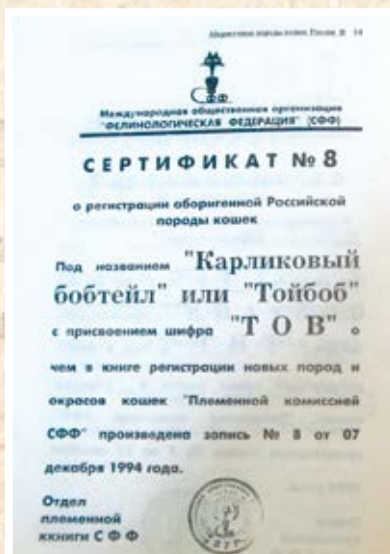 СФФ
Международная общественная организация
"ФЕЛИНОЛОГИЧЕСКАЯ ФЕДЕРАЦИЯ" (СФФ)
СЕРТИФИКАТ № 8
о регистрации оборигенной Российской
породы кошек
Под названием "Карликовый
бобтейл" или "Тойбоб"
с присвоением шифра "Т О В" о
чем в книге регистрации новых пород и
окрасов кошек "Племенной комиссией
СФФ" произведена запись № 8 от 07
декабря 1994 года.
Отдел
племенной
ккниги С Ф Ф